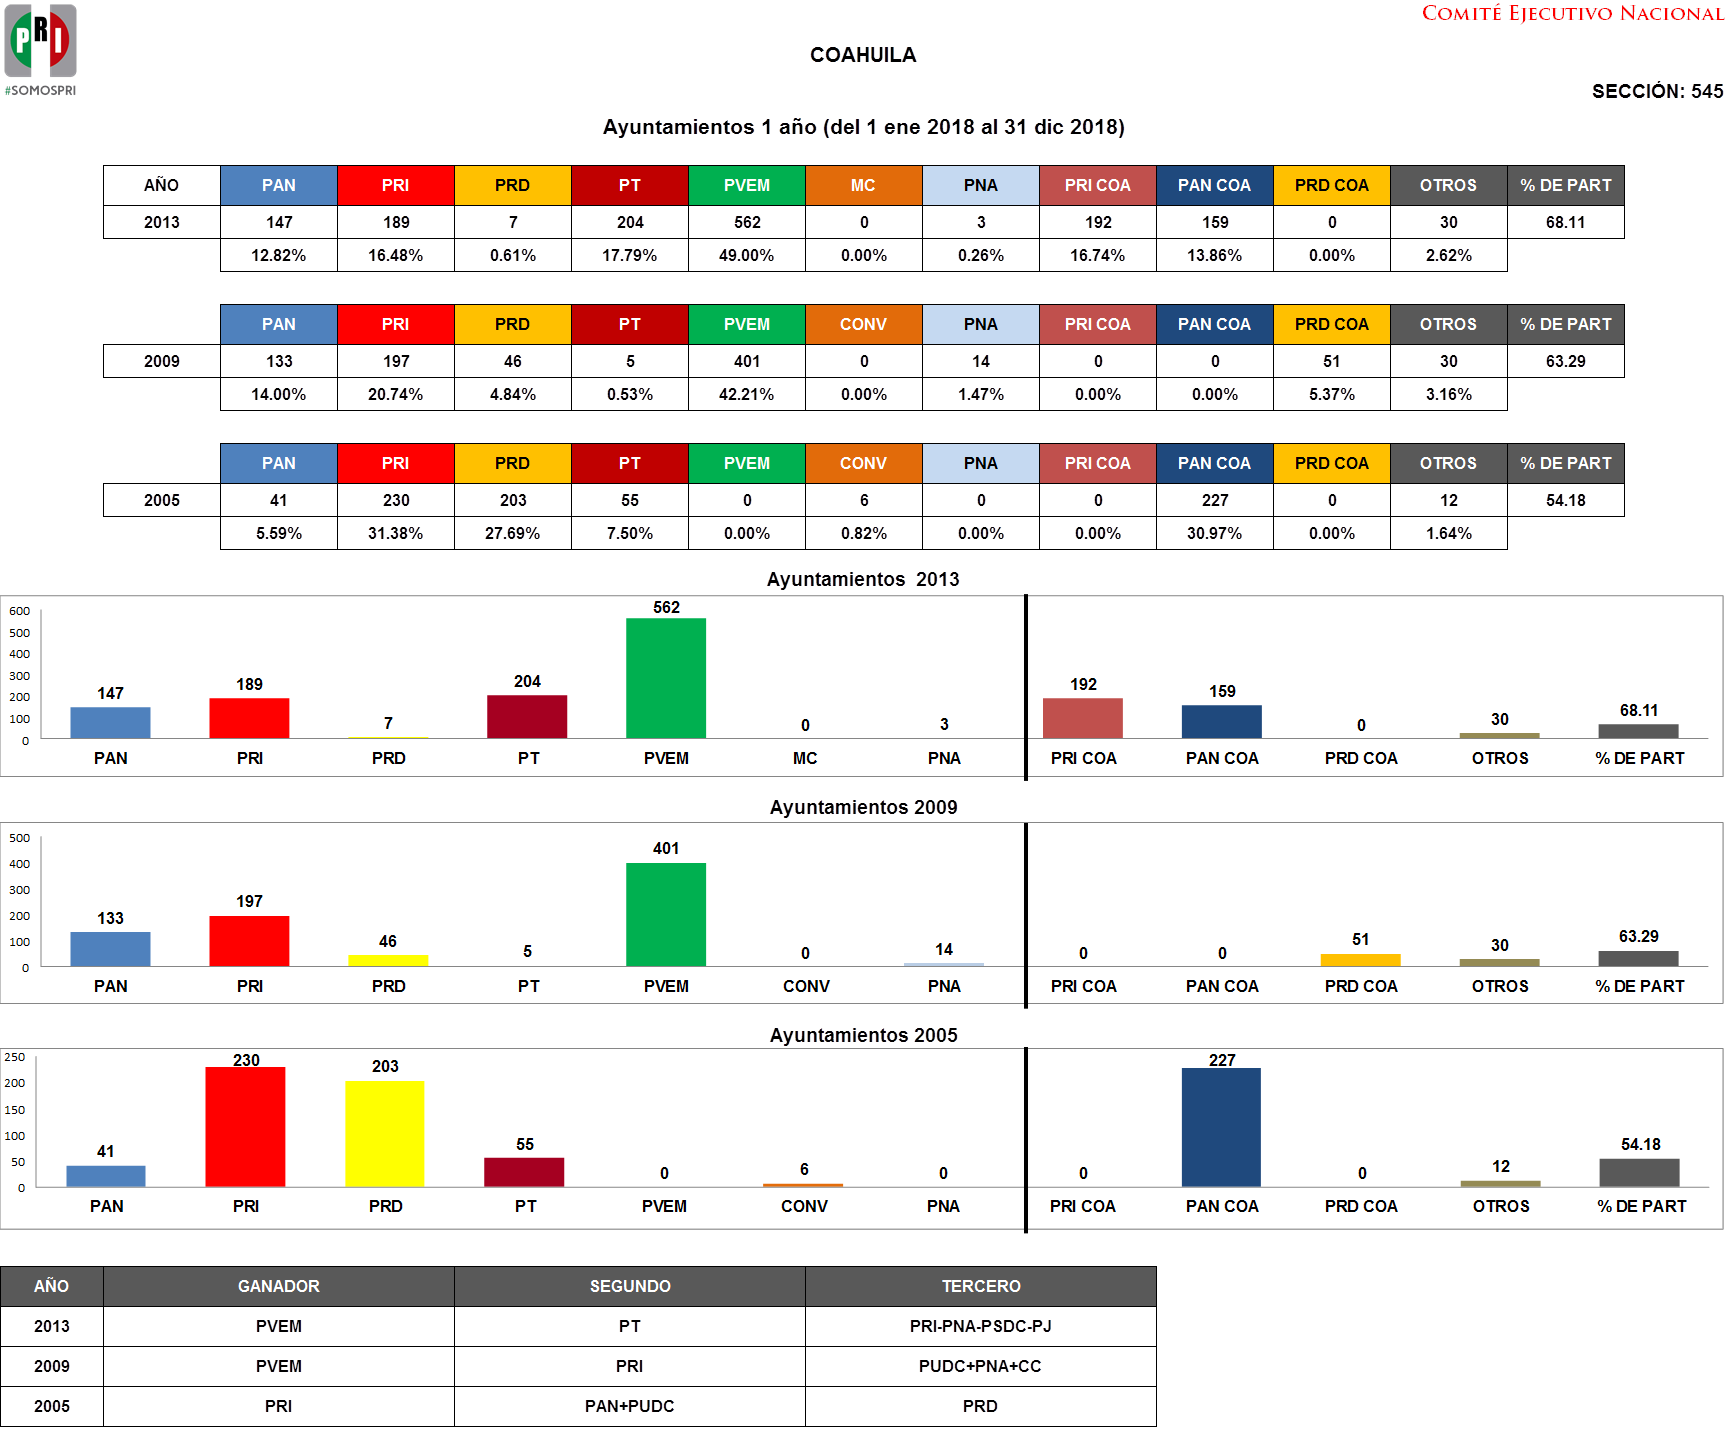 COMITÉ EJECUTIVO NACIONAL
PRI
#SOMOSPRI
COAHUILA
SECCIÓN: 545
Ayuntamientos 1 año (del 1 ene 2018 al 31 dic 2018)
AÑO PAN PRI PRD PT PVEM MC PNA PRI COA PAN COA PRD COA OTROS % DE PART
2013 147 189 7 204 562 0 3 192 159 0 30 68.11
12.82% 16.48% 0.61% 17.79% 49.00% 0.00% 0.26% 16.74% 13.86% 0.00% 2.62%
PAN PRI PRD PT PVEM CONV PNA PRI COA PAN COA PRD COA OTROS % DE PART
2009 133 197 46 5 401 0 14 0 0 51 30 63.29
14.00% 20.74% 4.84% 0.53% 42.21% 0.00% 1.47% 0.00% 0.00% 5.37% 3.16%
PAN PRI PRD PT PVEM CONV PNA PRI COA PAN COA PRD COA OTROS % DE PART
2005 41 230 203 55 0 6 0 0 227 0 12 54.18
5.59% 31.38% 27.69% 7.50% 0.00% 0.82% 0.00% 0.00% 30.97% 0.00% 1.64%
Ayuntamientos 2013
600
500
400
300
200
100
0
147 189 7 204 562 0 3 192 159 0 30 68.11
PAN PRI PRD PT PVEM MC PNA PRI COA PAN COA PRD COA OTROS % DE PART
Ayuntamientos 2009
500
400
300
200
100
0
133 197 46 5 401 0 14 0 0 51 30 63.29
PAN PRI PRD PT PVEM CONV PNA PRI COA PAN COA PRD COA OTROS % DE PART
Ayuntamientos 2005
250
200
150
100
50
0
41 230 203 55 0 6 0 0 227 0 12 54.18
PAN PRI PRD PT PVEM CONV PNA PRI COA PAN COA PRD COA OTROS % DE PART
AÑO GANADOR SEGUNDO TERCERO
2013 PVEM PT PRI-PNA-PSDC-PJ
2009 PVEM PRI PUDC+PNA+CC
2005 PRI PAN+PUDC PRD